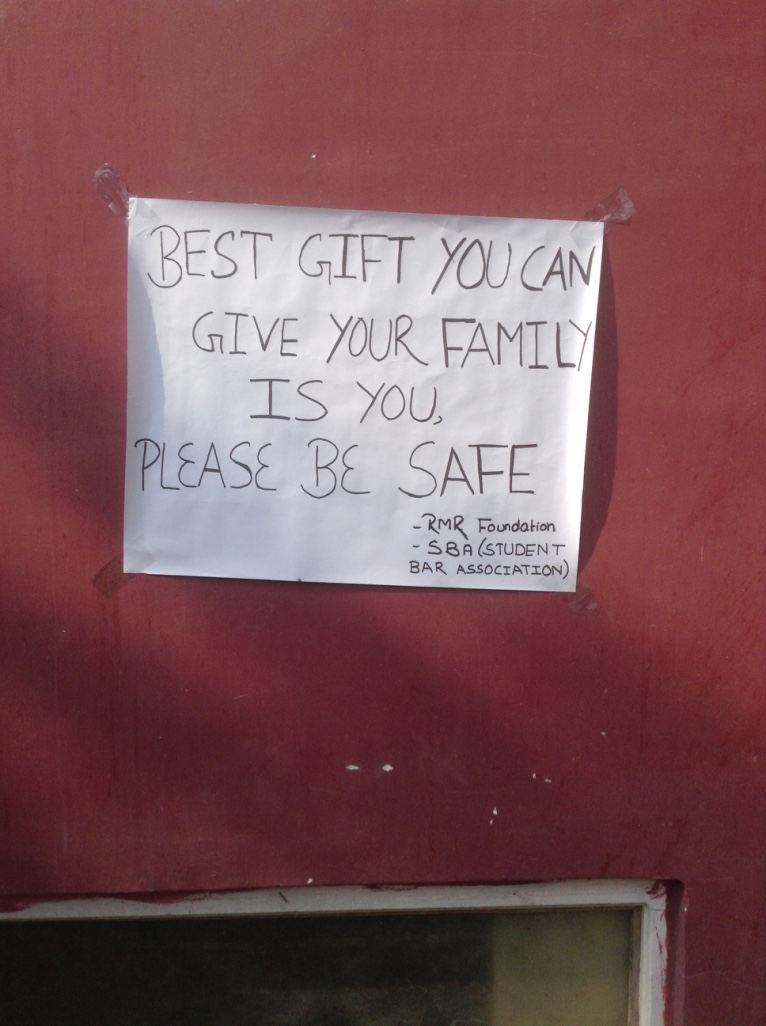 BEST GIFT YOU CAN
GIVE YOUR FAMILY
IS YOU,
PLEASE BE SAFE
- RMR Foundation
- SBA (STUDENT
BAR ASSOCIATION)